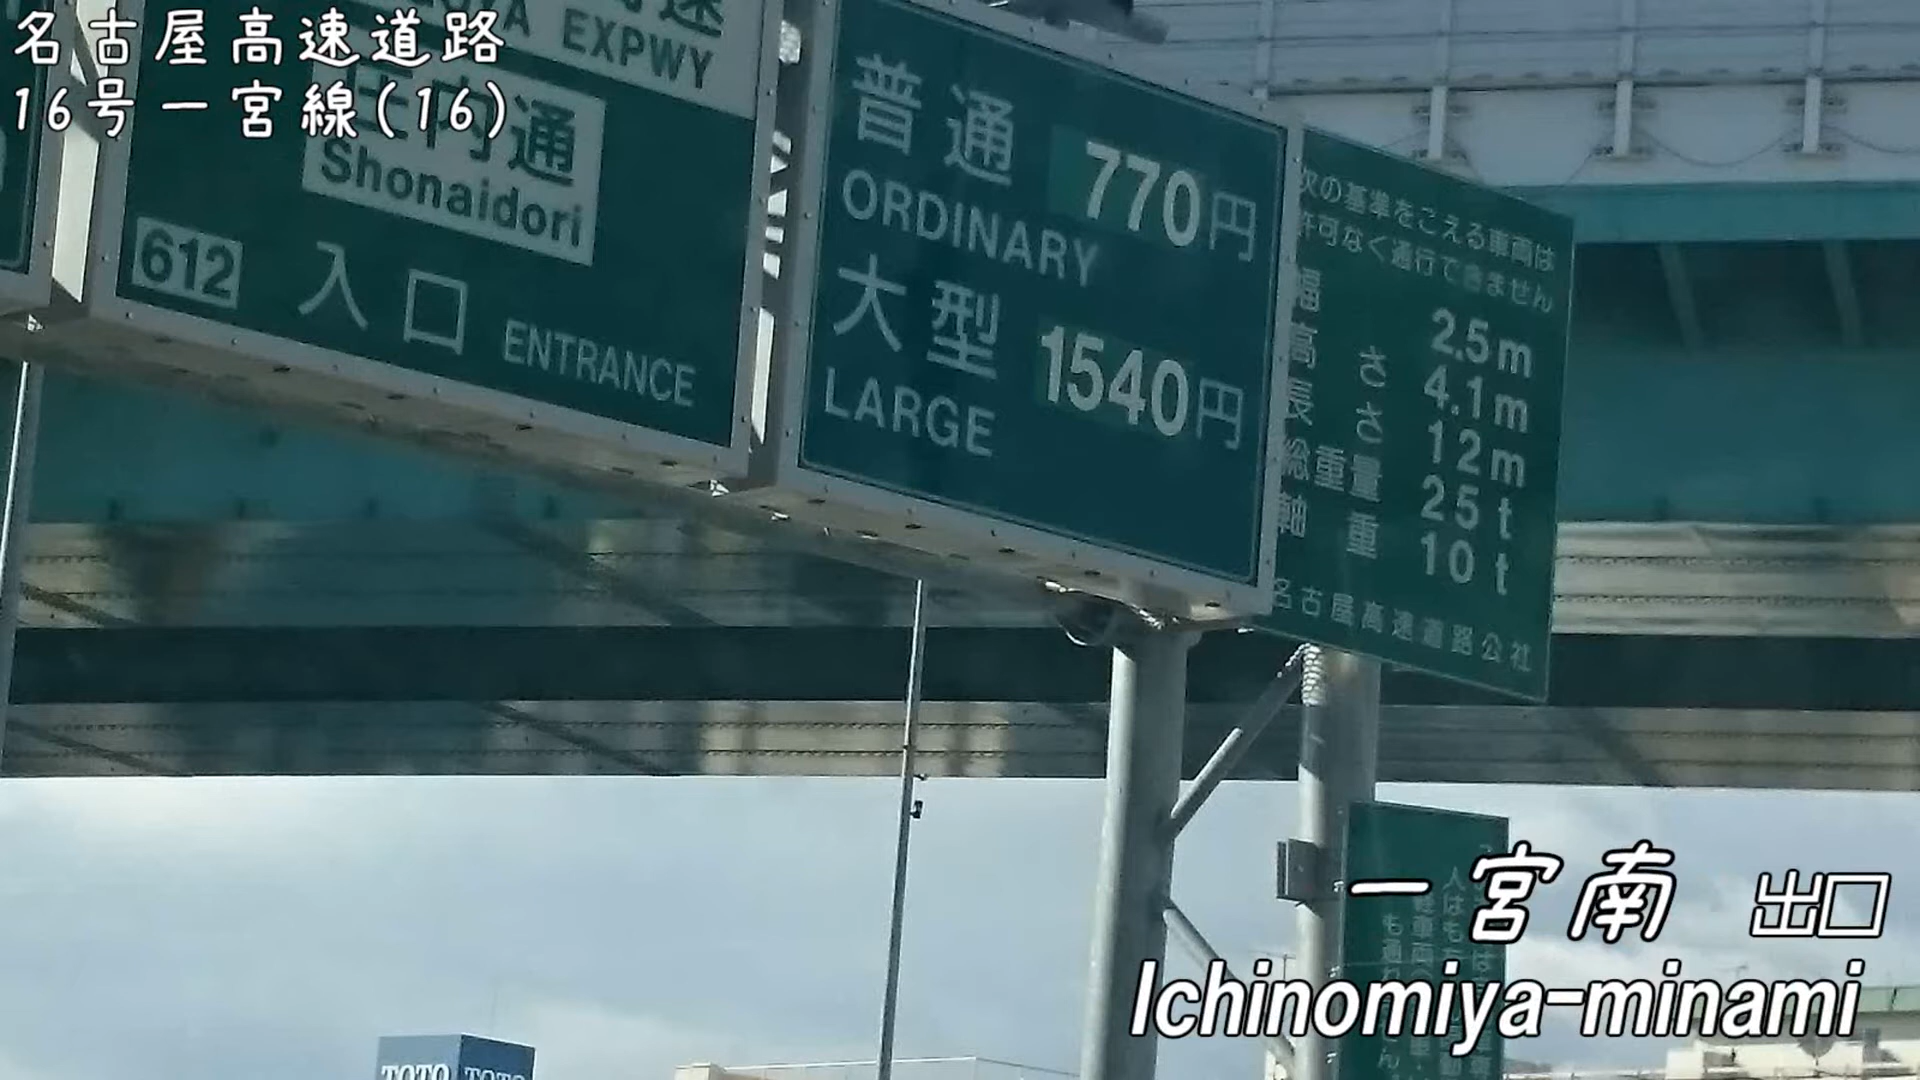 名古屋高速道路
16号一宮線(16)
EXPWY
庄内通
Shonaidori
612 入口 ENTRANCE
普通 770円
ORDINARY
大型 1540円
LARGE
次の基準をこえる車両は
許可なく通行できません
幅 2.5m
高さ 4.1m
長さ 12m
総重量 25t
軸重 10t
名古屋高速道路公社
一宮南 出口
Ichinomiya-minami
TOTO TOTO